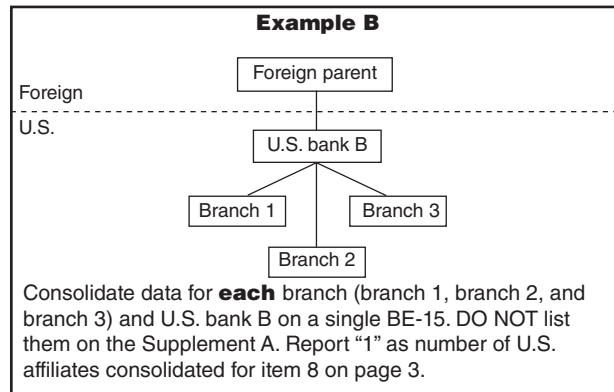 Example B
Foreign parent
Foreign
U.S.
U.S. bank B
Branch 1
Branch 3
Branch 2
Consolidate data for each branch (branch 1, branch 2, and
branch 3) and U.S. bank B on a single BE-15. DO NOT list
them on the Supplement A. Report “1” as number of U.S.
affiliates consolidated for item 8 on page 3.